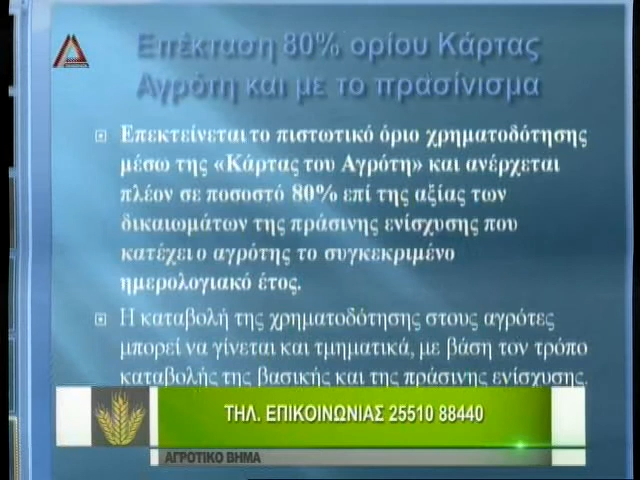 Επέκταση 80% ορίου Κάρτας
Αγρότη και με το πρασίνισμα
Επεκτείνεται το πιστωτικό όριο χρηματοδότησης
μέσω της «Κάρτας του Αγρότη» και ανέρχεται
πλέον σε ποσοστό 80% επί της αξίας των
δικαιωμάτων της πράσινης ενίσχυσης που
κατέχει ο αγρότης το συγκεκριμένο
ημερολογιακό έτος.
Η καταβολή της χρηματοδότησης στους αγρότες
μπορεί να γίνεται και τμηματικά, με βάση τον τρόπο
καταβολής της βασικής και της πράσινης ενίσχυσης.
ΤΗΛ. ΕΠΙΚΟΙΝΩΝΙΑΣ 25510 88440
ΑΓΡΟΤΙΚΟ ΒΗΜΑ